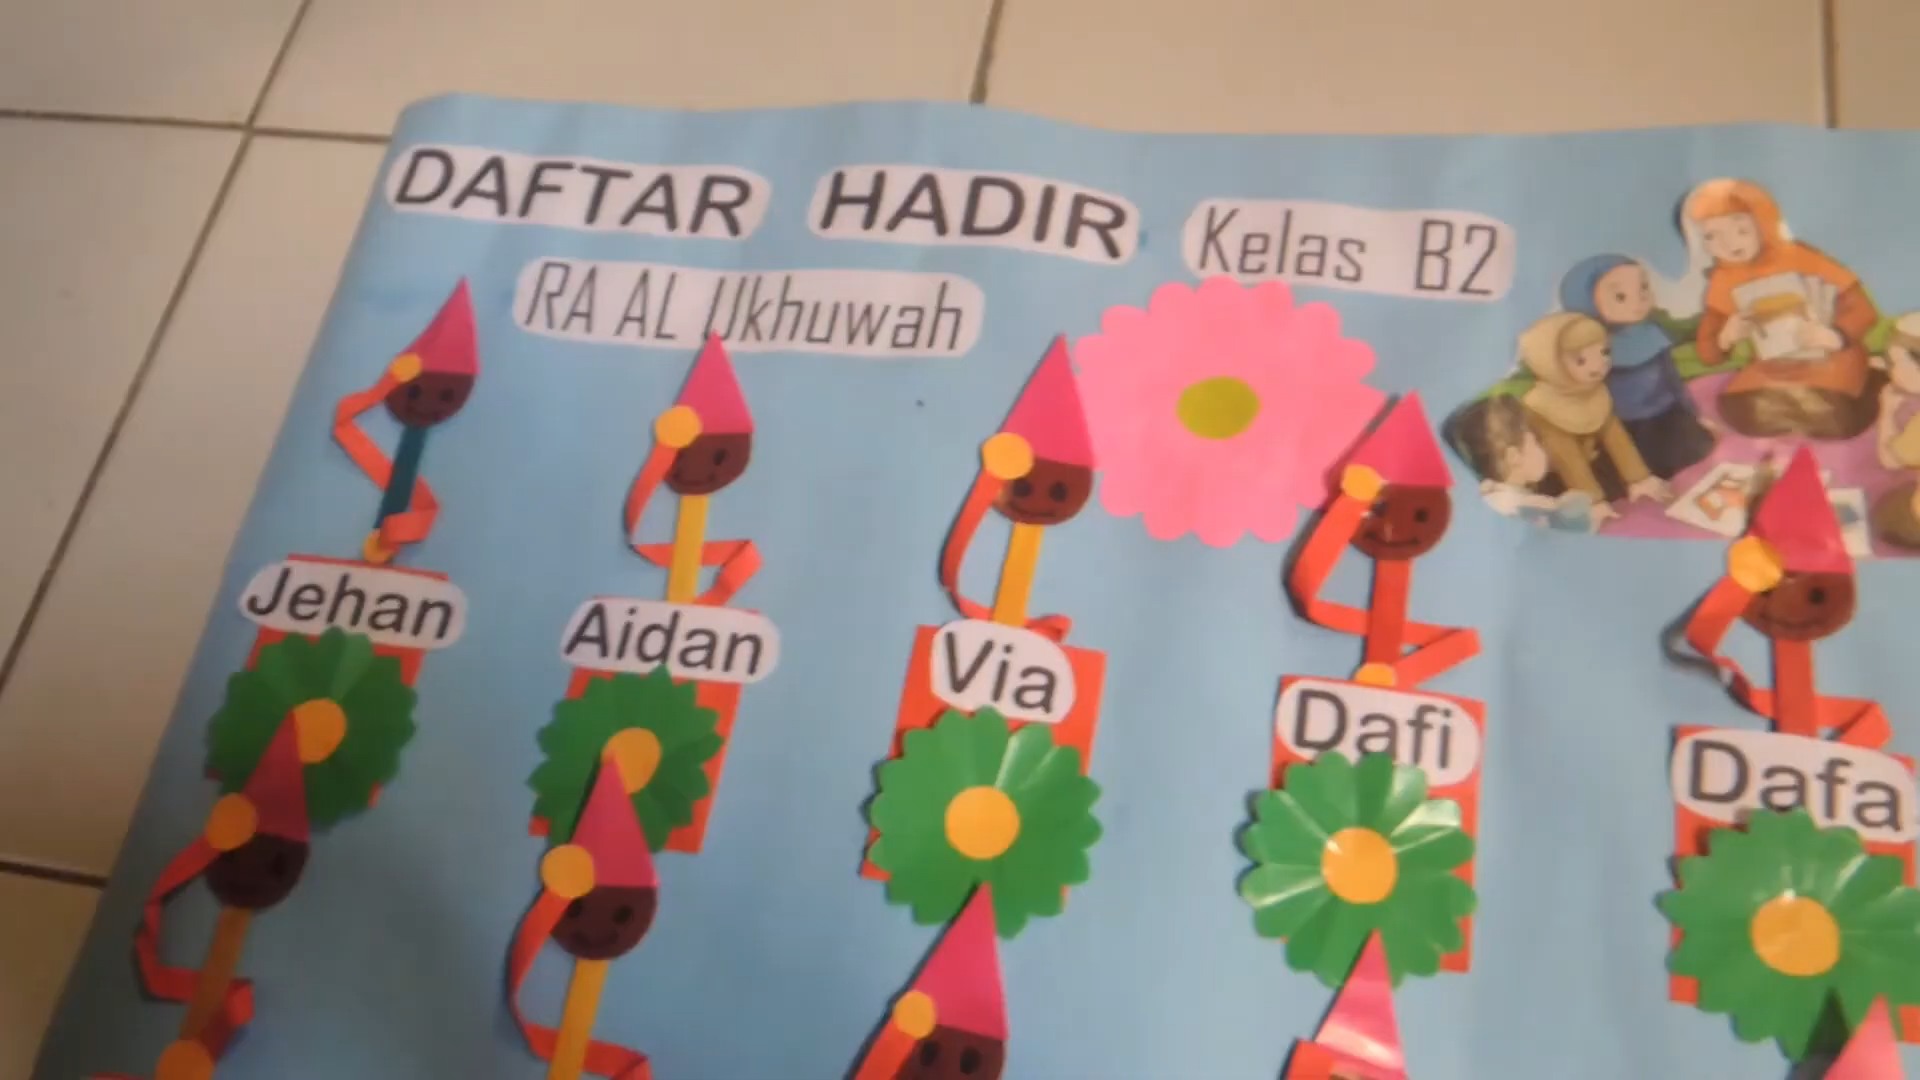 DAFTAR HADIR Kelas B2
RA AL Ukhuwah
Jehan
Aidan
Via
Dafi
Dafa